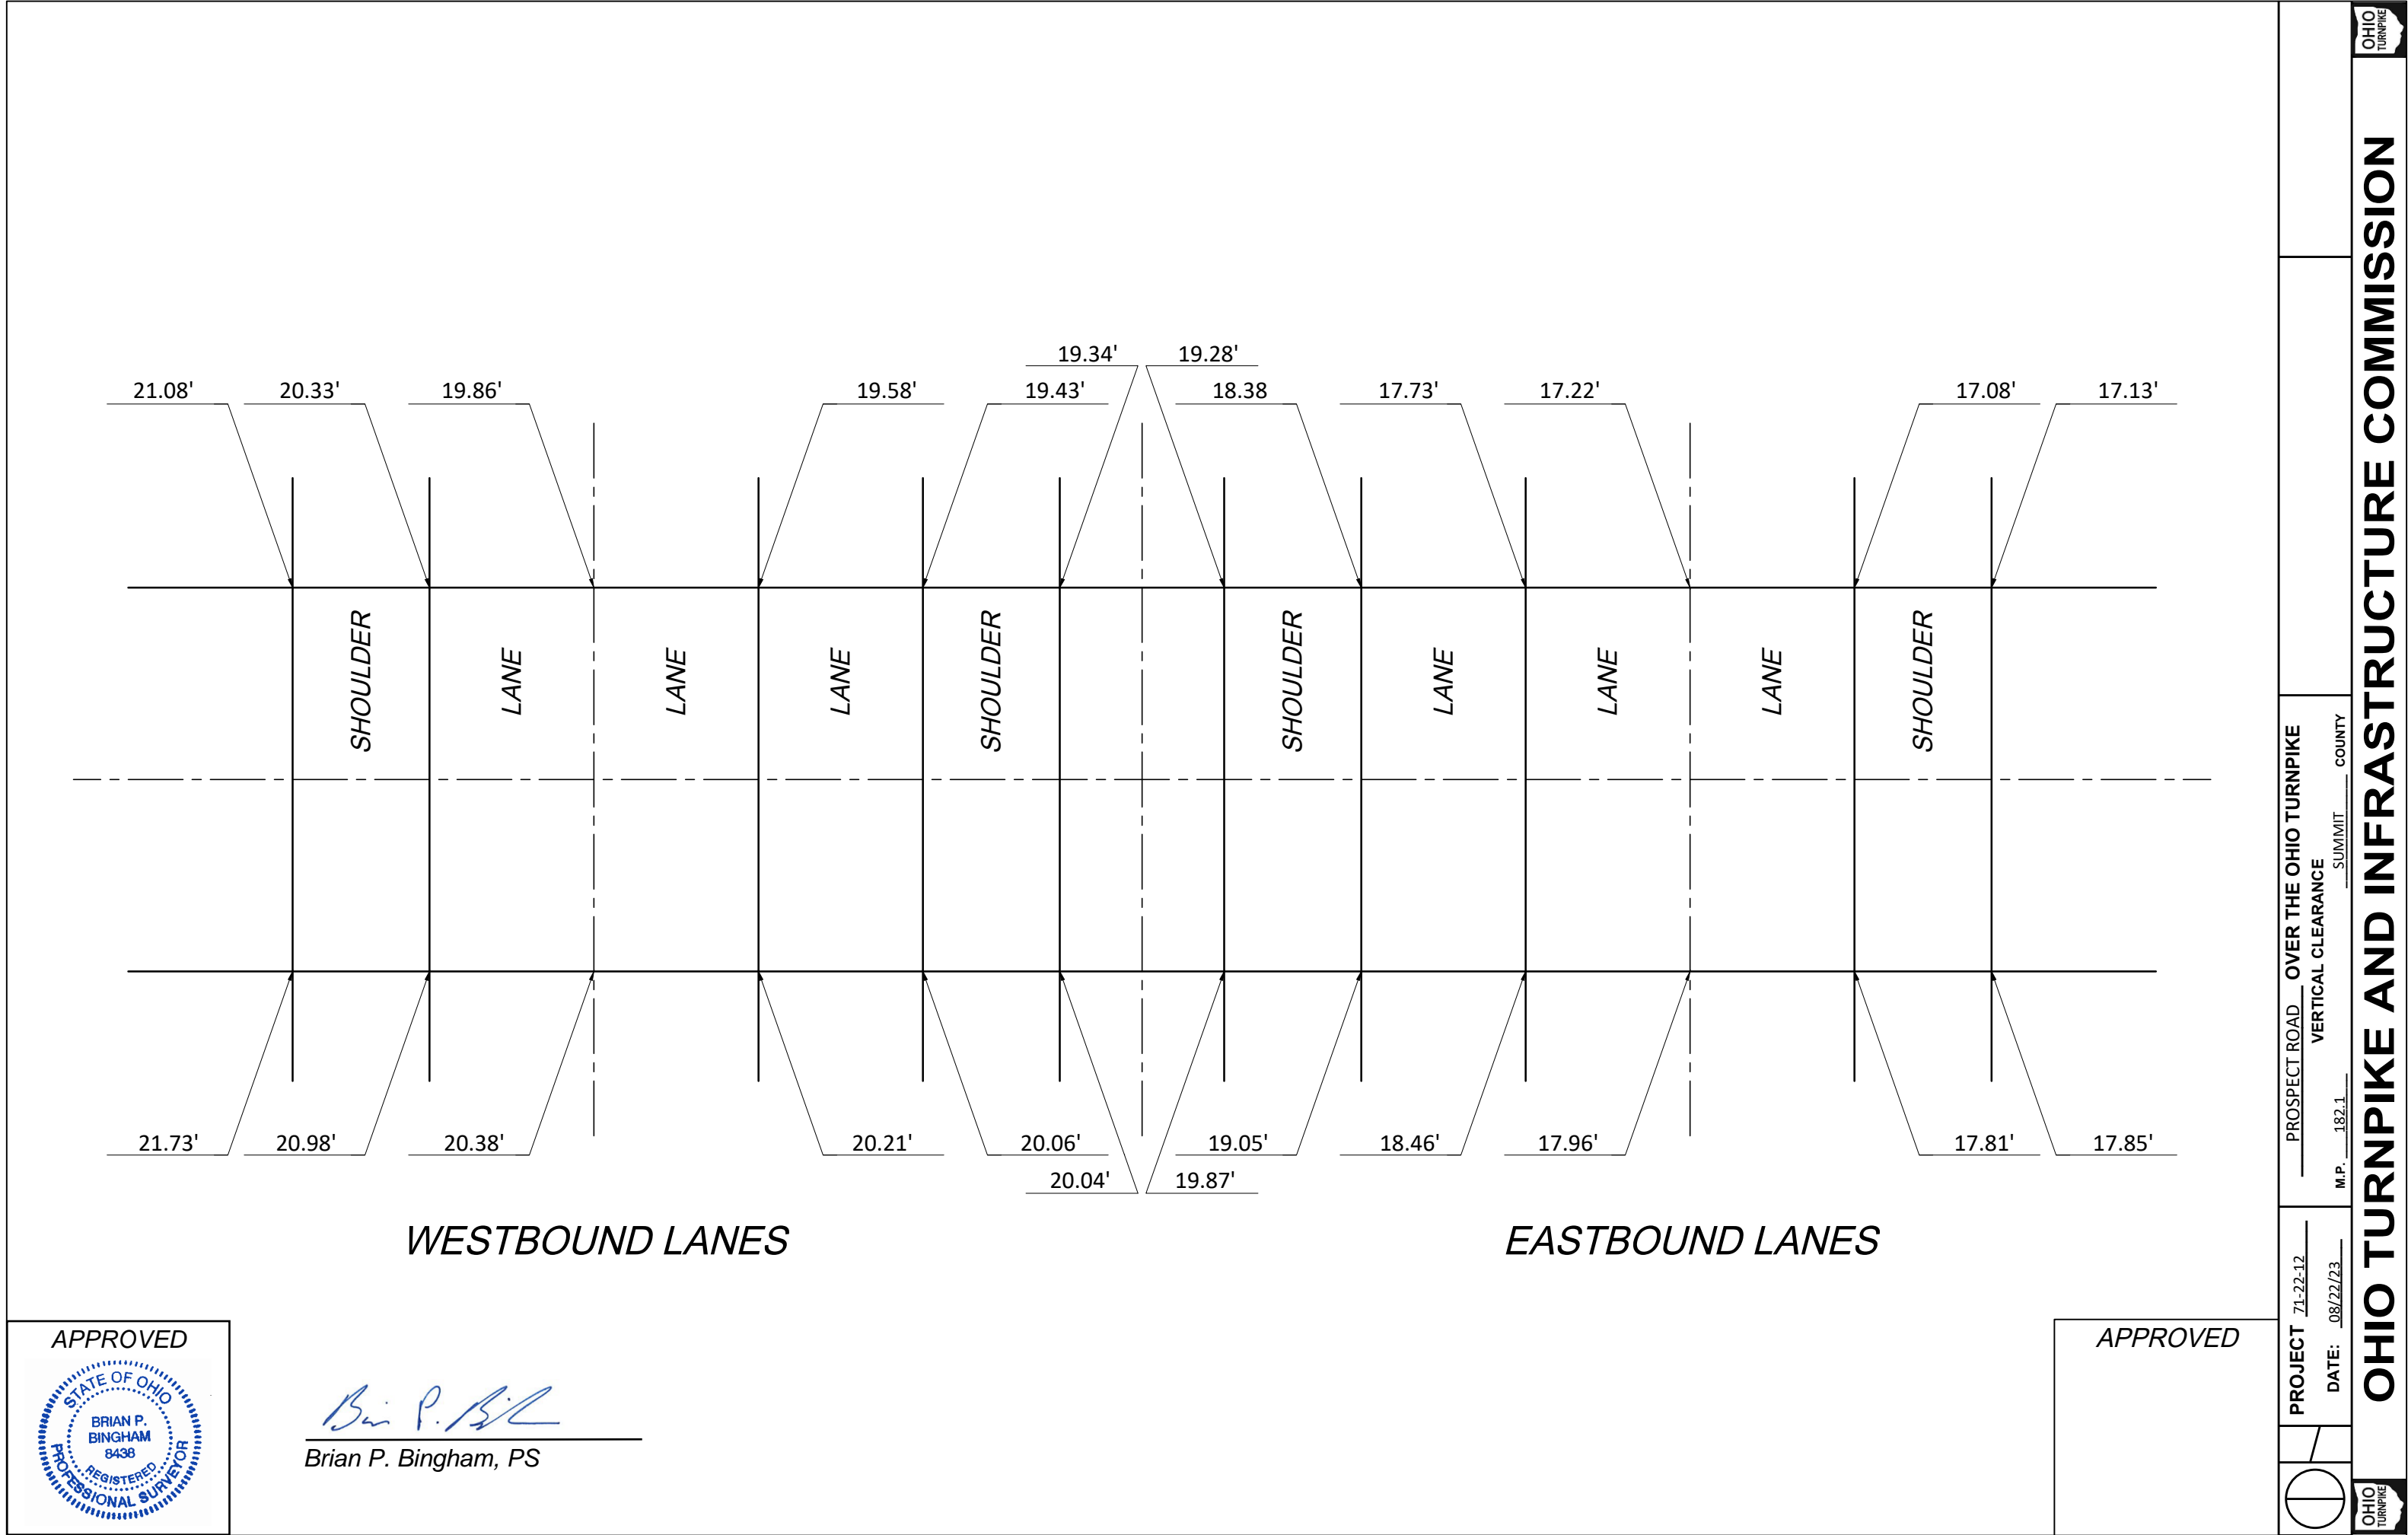 19.34' 19.28'
21.08' 20.33' 19.86' 19.58' 19.43' 18.38 17.73' 17.22' 17.08' 17.13'
SHOULDER LANE LANE LANE SHOULDER SHOULDER LANE LANE LANE SHOULDER
21.73' 20.98' 20.38' 20.21' 20.06' 19.05' 18.46' 17.96' 17.81' 17.85'
20.04' 19.87'
WESTBOUND LANES EASTBOUND LANES
APPROVED
STATE OF OHIO
BRIAN P.
BINGHAM
8438
REGISTERED
PROFESSIONAL SURVEYOR
Brian P. Bingham, PS
APPROVED
PROJECT 71-22-12
DATE: 08/22/23
PROSPECT ROAD OVER THE OHIO TURNPIKE
VERTICAL CLEARANCE
M.P. 182.1 SUMMIT COUNTY
OHIO
TURNPIKE
OHIO TURNPIKE AND INFRASTRUCTURE COMMISSION
OHIO
TURNPIKE